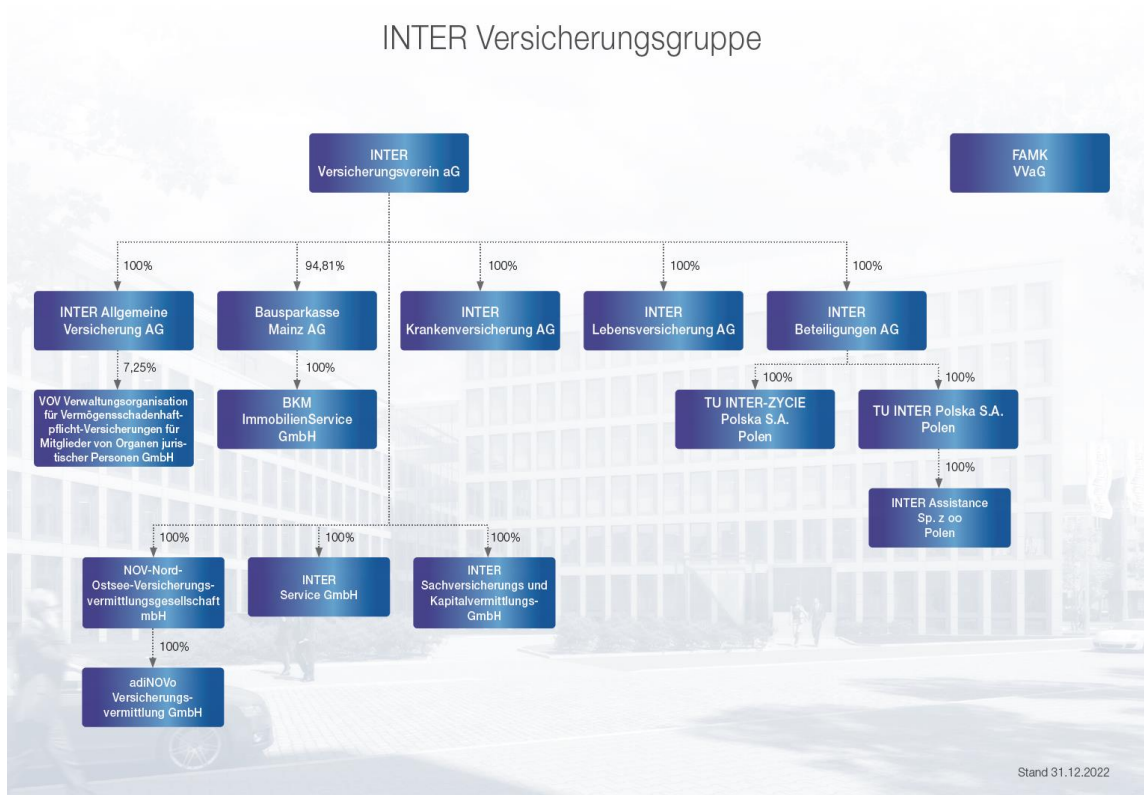 INTER Versicherungsgruppe
INTER
Versicherungsverein aG
FAMK
VVaG
100%
94,81%
100%
100%
100%
INTER Allgemeine
Versicherung AG
Bausparkasse
Mainz AG
INTER
Krankenversicherung AG
INTER
Lebensversicherung AG
INTER
Beteiligungen AG
7,25%
100%
100%
100%
VOV Verwaltungsorganisation
für Vermögensschadenhaft-
pflicht-Versicherungen für
Mitglieder von Organen juris-
tischer Personen GmbH
BKM
ImmobilienService
GmbH
TU INTER-ZYCIE
Polska S.A.
Polen
TU INTER Polska S.A.
Polen
100%
INTER Assistance
Sp. z oo
Polen
100%
100%
100%
NOV-Nord-
Ostsee-Versicherungs-
vermittlungsgesellschaft
mbH
INTER
Service GmbH
INTER
Sachversicherungs und
Kapitalvermittlungs-
GmbH
100%
adiNOVo
Versicherungs-
vermittlung GmbH
Stand 31.12.2022